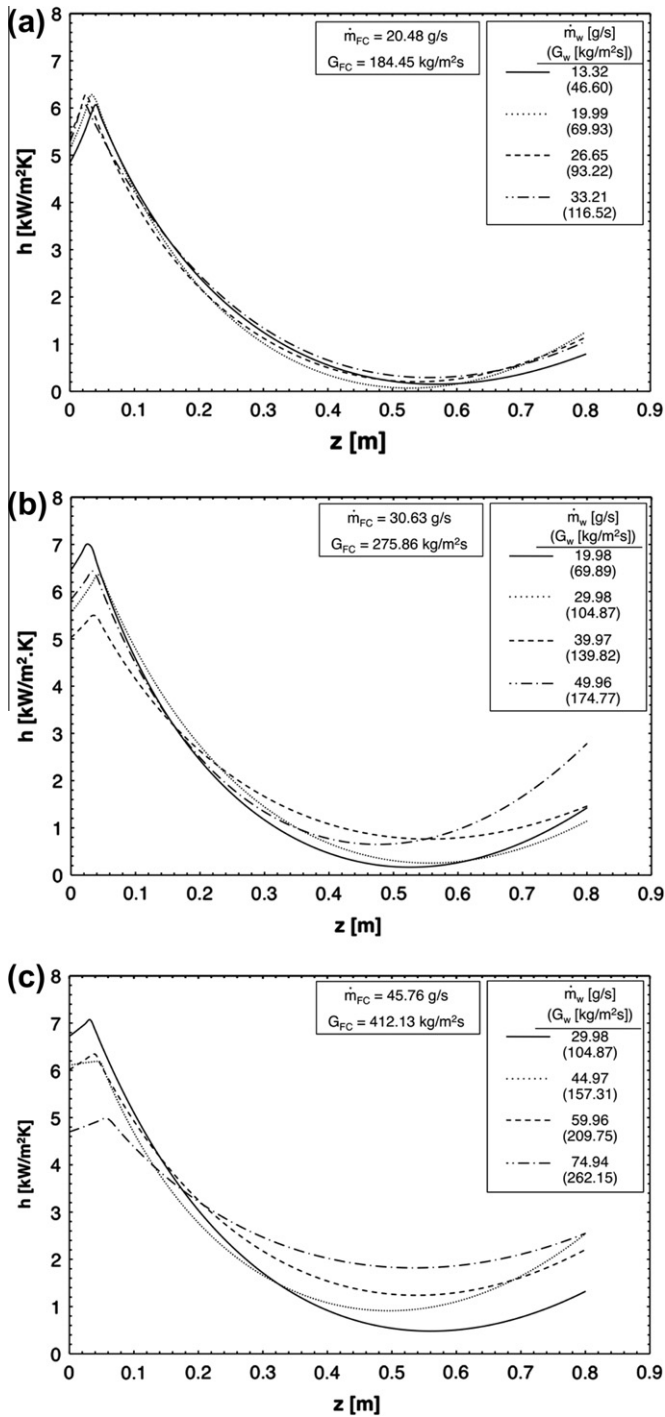 (a)
8
7
6
5
4
3
2
1
0
h [kW/m²K]
ṁFC = 20.48 g/s
GFC = 184.45 kg/m²s
ṁw [g/s]
(Gw [kg/m²s])
13.32
(46.60)
19.99
(69.93)
26.65
(93.22)
33.21
(116.52)
0 0.1 0.2 0.3 0.4 0.5 0.6 0.7 0.8 0.9
z [m]
(b)
8
7
6
5
4
3
2
1
0
h [kW/m².K]
ṁFC = 30.63 g/s
GFC = 275.86 kg/m²s
ṁw [g/s]
(Gw [kg/m²s])
19.98
(69.89)
29.98
(104.87)
39.97
(139.82)
49.96
(174.77)
0 0.1 0.2 0.3 0.4 0.5 0.6 0.7 0.8 0.9
z [m]
(c)
8
7
6
5
4
3
2
1
0
h [kW/m²K]
ṁFC = 45.76 g/s
GFC = 412.13 kg/m²s
ṁw [g/s]
(Gw [kg/m²s])
29.98
(104.87)
44.97
(157.31)
59.96
(209.75)
74.94
(262.15)
0 0.1 0.2 0.3 0.4 0.5 0.6 0.7 0.8 0.9
z [m]